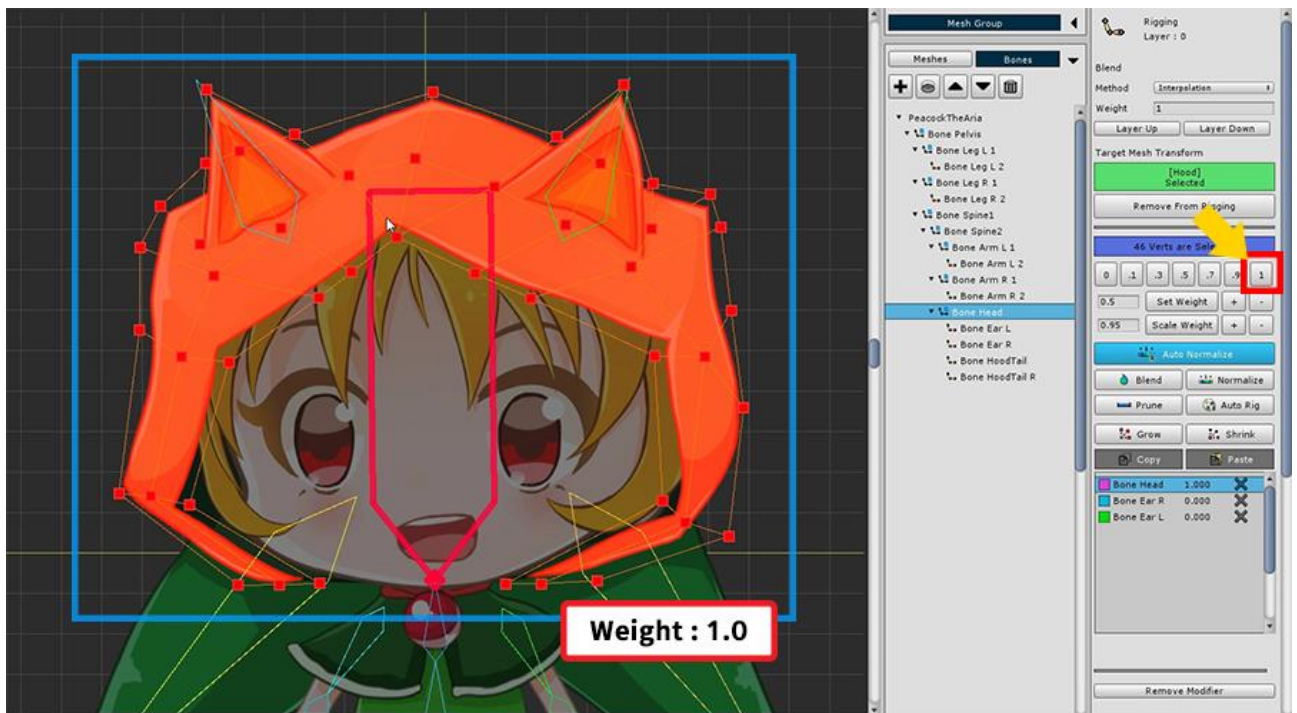 Mesh Group
Meshes Bones
PeacockTheAria
Bone Pelvis
Bone Leg L 1
Bone Leg L 2
Bone Leg R 1
Bone Leg R 2
Bone Spine1
Bone Spine2
Bone Arm L 1
Bone Arm L 2
Bone Arm R 1
Bone Arm R 2
Bone Head
Bone Ear L
Bone Ear R
Bone HoodTail
Bone HoodTail R
Rigging
Layer : 0
Blend
Method Interpolation
Weight 1
Layer Up Layer Down
Target Mesh Transform
[Hood]
Selected
Remove From Rigging
46 Verts are
0 .1 .3 .5 .7 .9 1
0.5 Set Weight + -
0.95 Scale Weight + -
Auto Normalize
Blend Normalize
Prune Auto Rig
Grow Shrink
Copy Paste
Bone Head 1.000
Bone Ear R 0.000
Bone Ear L 0.000
Remove Modifier
Weight : 1.0